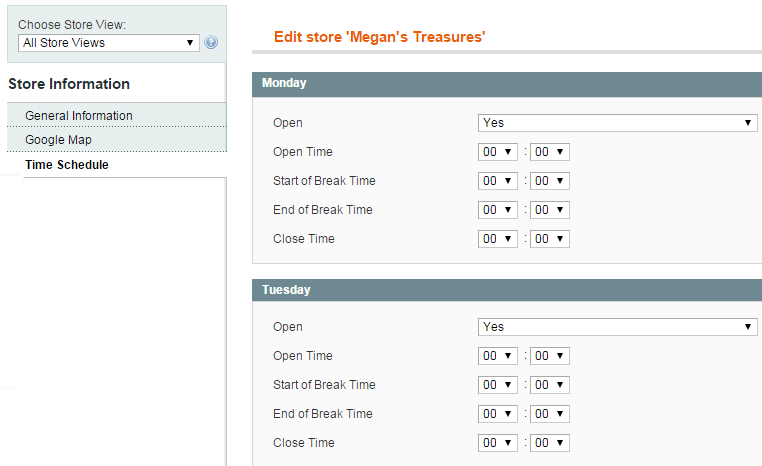 Choose Store View:
All Store Views
Store Information
General Information
Google Map
Time Schedule
Edit store 'Megan's Treasures'
Monday
Open Yes
Open Time 00 : 00
Start of Break Time 00 : 00
End of Break Time 00 : 00
Close Time 00 : 00
Tuesday
Open Yes
Open Time 00 : 00
Start of Break Time 00 : 00
End of Break Time 00 : 00
Close Time 00 : 00